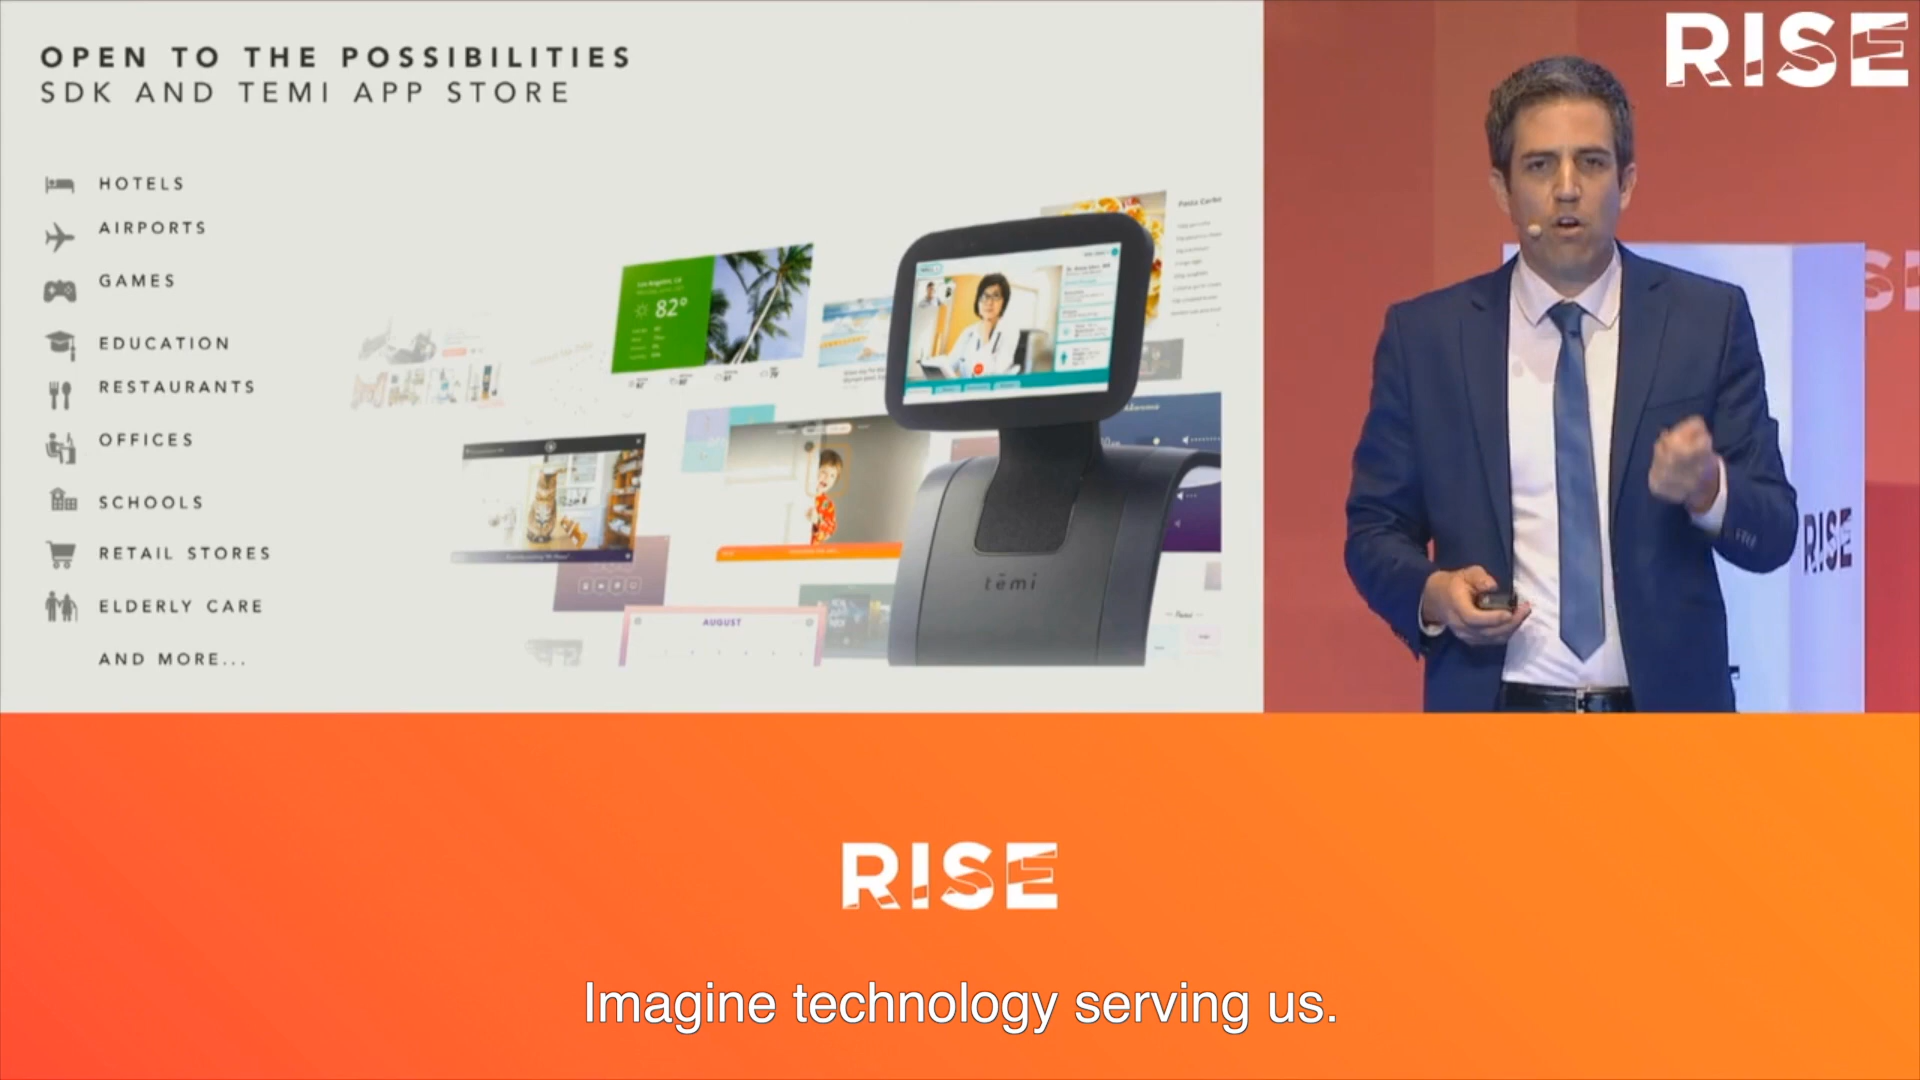 OPEN TO THE POSSIBILITIES
SDK AND TEMI APP STORE
HOTELS
AIRPORTS
GAMES
EDUCATION
RESTAURANTS
OFFICES
SCHOOLS
RETAIL STORES
ELDERLY CARE
AND MORE...
82°
AUGUST
tēmi
RISE
RISE
RISE
Imagine technology serving us.